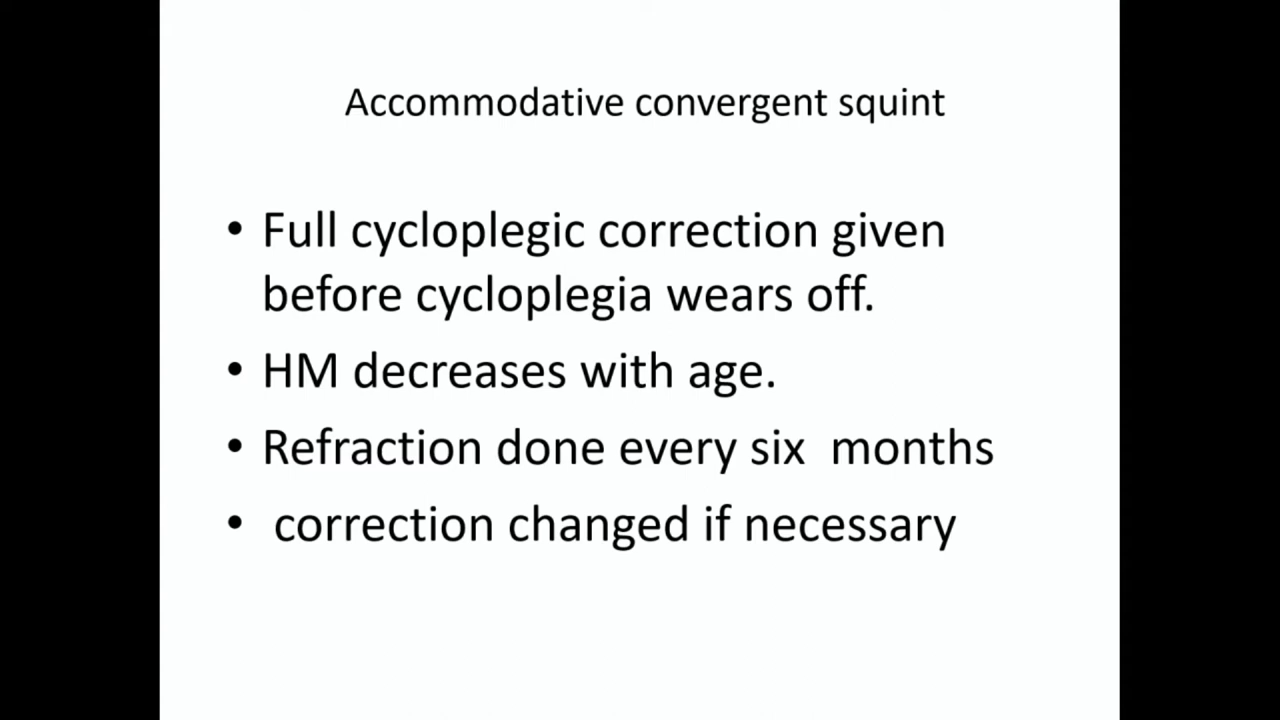 Accommodative convergent squint
• Full cycloplegic correction given
before cycloplegia wears off.
• HM decreases with age.
• Refraction done every six  months
•  correction changed if necessary